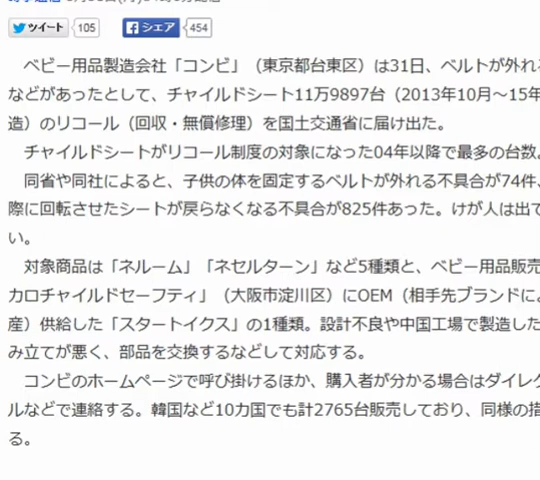 ツイート 105 シェア 454
ベビー用品製造会社「コンビ」（東京都台東区）は31日、ベルトが外れ
などがあったとして、チャイルドシート11万9897台（2013年10月～15年
造）のリコール（回収・無償修理）を国土交通省に届け出た。
チャイルドシートがリコール制度の対象になった04年以降で最多の台数。
同省や同社によると、子供の体を固定するベルトが外れる不具合が74件、
際に回転させたシートが戻らなくなる不具合が825件あった。けが人は出て
い。
対象商品は「ネルーム」「ネセルターン」など5種類と、ベビー用品販売
カロチャイルドセーフティ」（大阪市淀川区）にOEM（相手先ブランドに
産）供給した「スタートイクス」の1種類。設計不良や中国工場で製造した
み立てが悪く、部品を交換するなどして対応する。
コンビのホームページで呼び掛けるほか、購入者が分かる場合はダイレク
ルなどで連絡する。韓国など10カ国でも計2765台販売しており、同様の措
る。